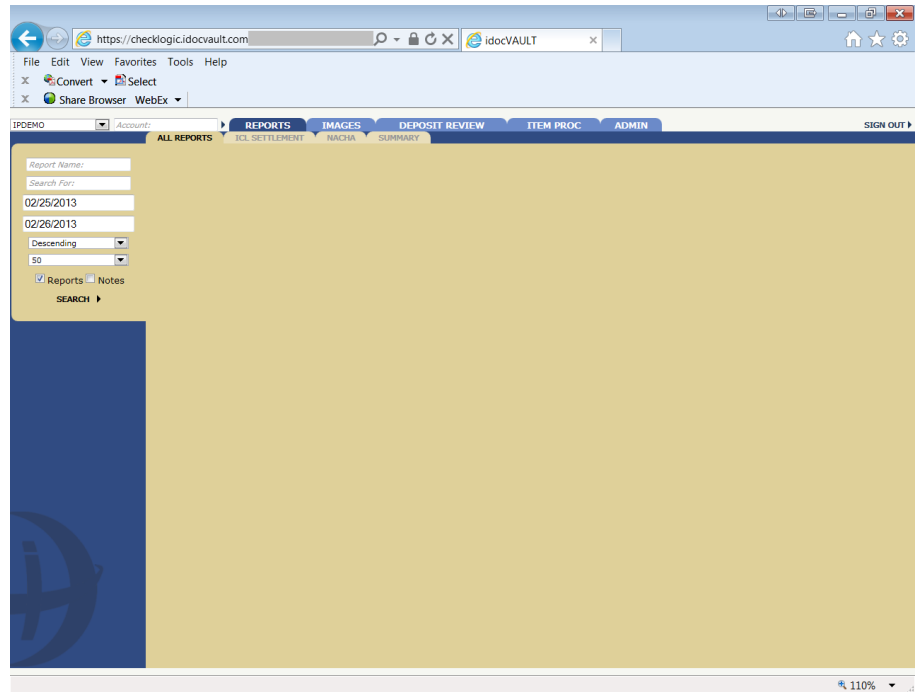 https://checklogic.idocvault.com
idocVAULT
File Edit View Favorites Tools Help
x Convert Select
x Share Browser WebEx
IPDEMO Account: REPORTS IMAGES DEPOSIT REVIEW ITEM PROC ADMIN SIGN OUT
ALL REPORTS ICL SETTLEMENT NACHA SUMMARY
Report Name:
Search For:
02/25/2013
02/26/2013
Descending
50
Reports Notes
SEARCH
110%